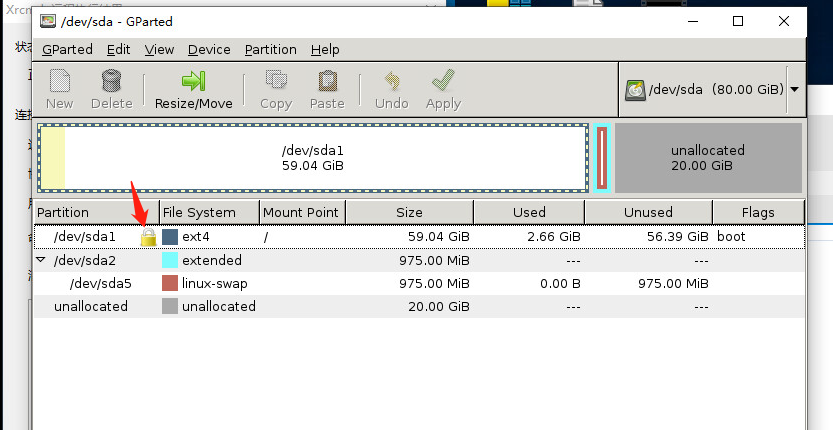 /dev/sda - GParted
GParted Edit View Device Partition Help
New Delete Resize/Move Copy Paste Undo Apply /dev/sda (80.00 GiB)
/dev/sda1
59.04 GiB
unallocated
20.00 GiB
Partition File System Mount Point Size Used Unused Flags
/dev/sda1 ext4 / 59.04 GiB 2.66 GiB 56.39 GiB boot
/dev/sda2 extended 975.00 MiB --- ---
/dev/sda5 linux-swap 975.00 MiB 0.00 B 975.00 MiB
unallocated unallocated 20.00 GiB --- ---